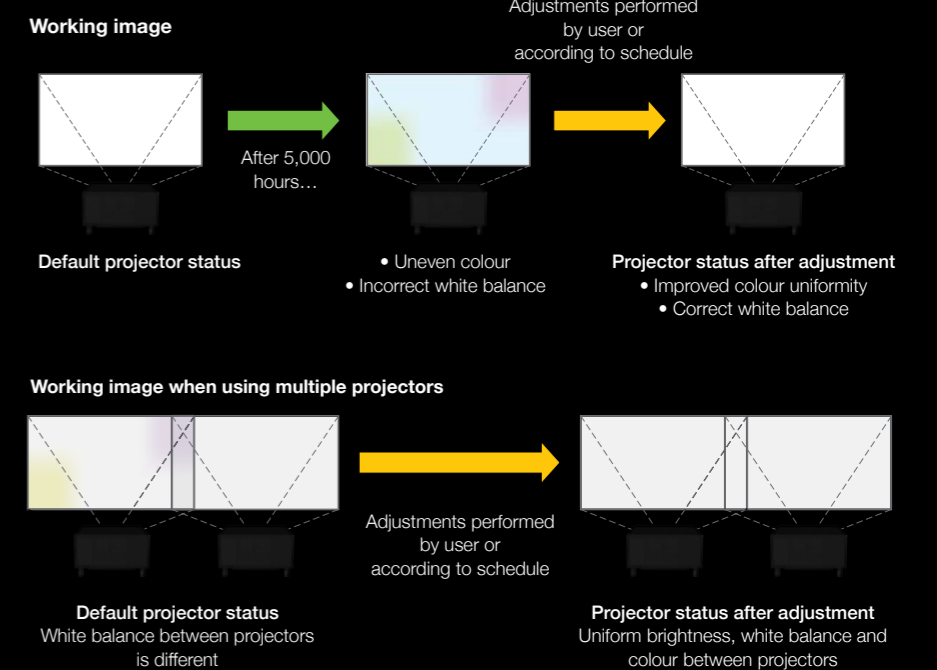 Working image
Adjustments performed
by user or
according to schedule
After 5,000
hours…
Default projector status
• Uneven colour
• Incorrect white balance
Projector status after adjustment
• Improved colour uniformity
• Correct white balance
Working image when using multiple projectors
Adjustments performed
by user or
according to schedule
Default projector status
White balance between projectors
is different
Projector status after adjustment
Uniform brightness, white balance and
colour between projectors